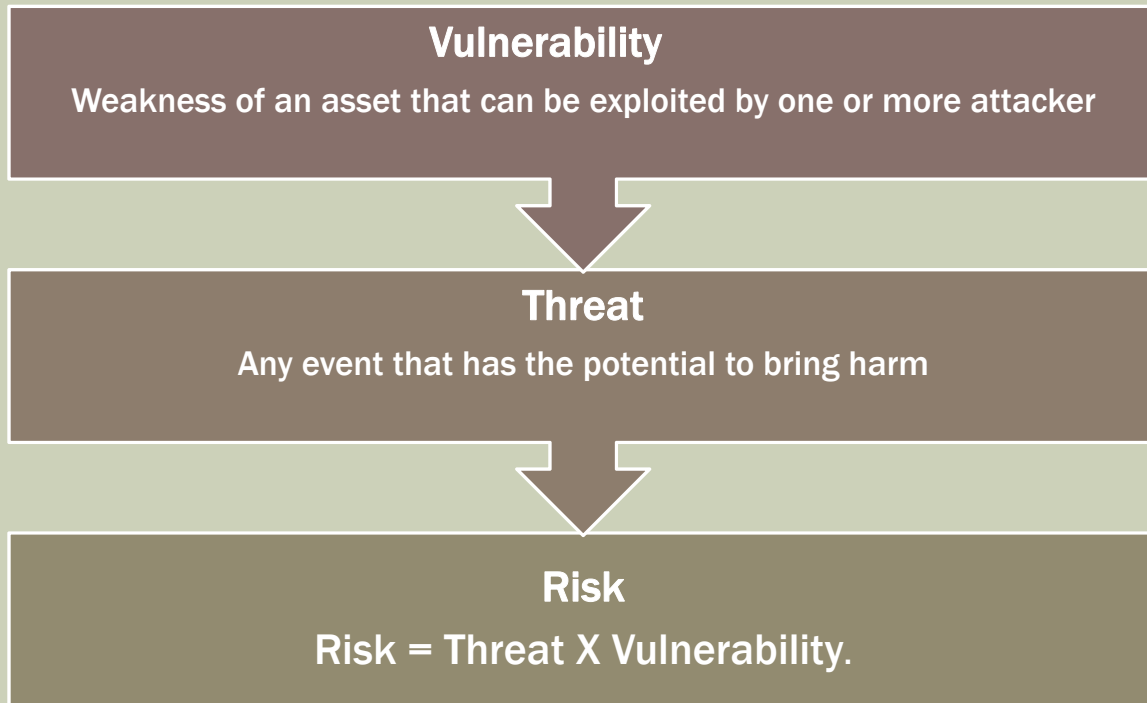 Vulnerability
Weakness of an asset that can be exploited by one or more attacker
Threat
Any event that has the potential to bring harm
Risk
Risk = Threat X Vulnerability.